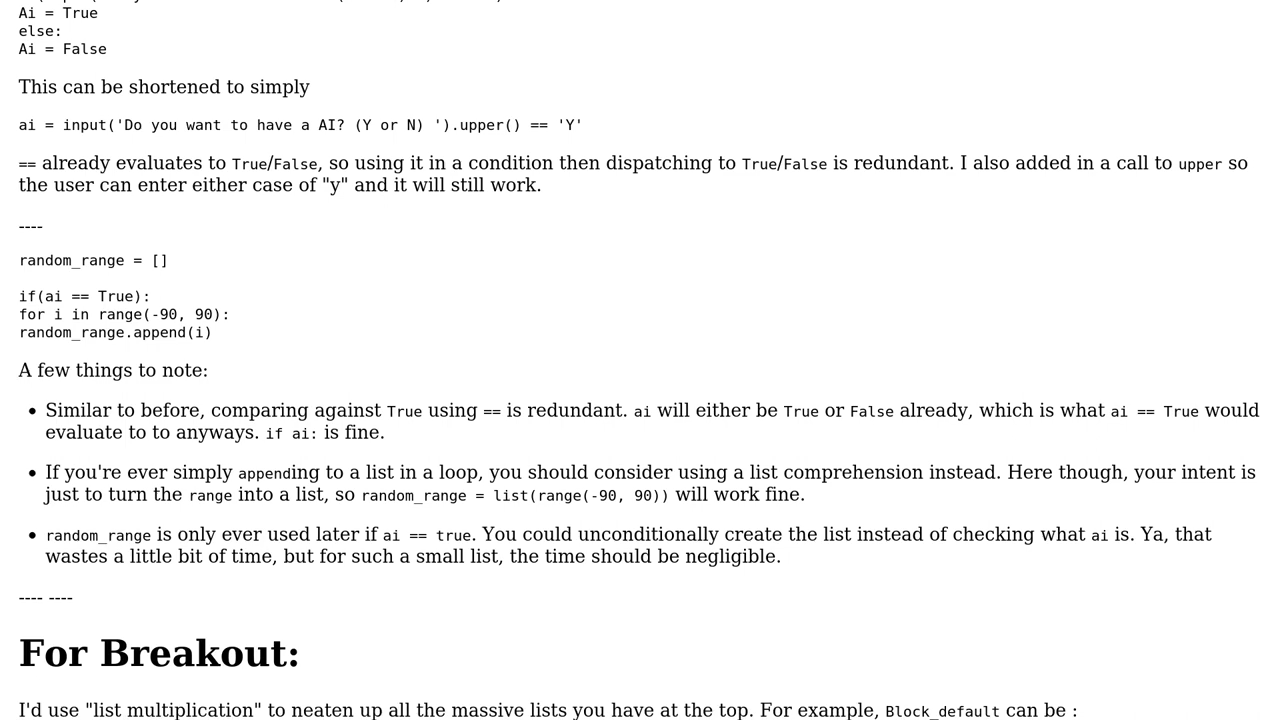 Ai = True
else:
Ai = False
This can be shortened to simply
ai = input('Do you want to have a AI? (Y or N) ').upper() == 'Y'
== already evaluates to True/False, so using it in a condition then dispatching to True/False is redundant. I also added in a call to upper so
the user can enter either case of "y" and it will still work.
----
random_range = []
if(ai == True):
for i in range(-90, 90):
random_range.append(i)
A few things to note:
• Similar to before, comparing against True using == is redundant. ai will either be True or False already, which is what ai == True would
evaluate to to anyways. if ai: is fine.
• If you're ever simply appending to a list in a loop, you should consider using a list comprehension instead. Here though, your intent is
just to turn the range into a list, so random_range = list(range(-90, 90)) will work fine.
• random_range is only ever used later if ai == true. You could unconditionally create the list instead of checking what ai is. Ya, that
wastes a little bit of time, but for such a small list, the time should be negligible.
---- ----
For Breakout:
I'd use "list multiplication" to neaten up all the massive lists you have at the top. For example, Block_default can be :